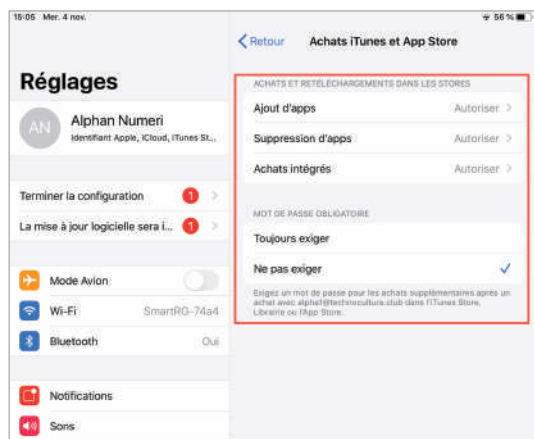 15:05 Mer. 4 nov.
56 %
Retour
Achats iTunes et App Store
Réglages
AN
Alphan Numeri
Identifiant Apple, iCloud, iTunes St...
Terminer la configuration 1
La mise à jour logicielle sera i... 1
Mode Avion
Wi-Fi SmartRG-74a4
Bluetooth Oui
Notifications
Sons
ACHATS ET RETÉLÉCHARGEMENTS DANS LES STORES
Ajout d'apps Autoriser
Suppression d'apps Autoriser
Achats intégrés Autoriser
MOT DE PASSE OBLIGATOIRE
Toujours exiger
Ne pas exiger
Exigez un mot de passe pour les achats supplémentaires après un
achat avec alpha1@technoculture.club dans l'iTunes Store,
Librairie ou l'App Store.